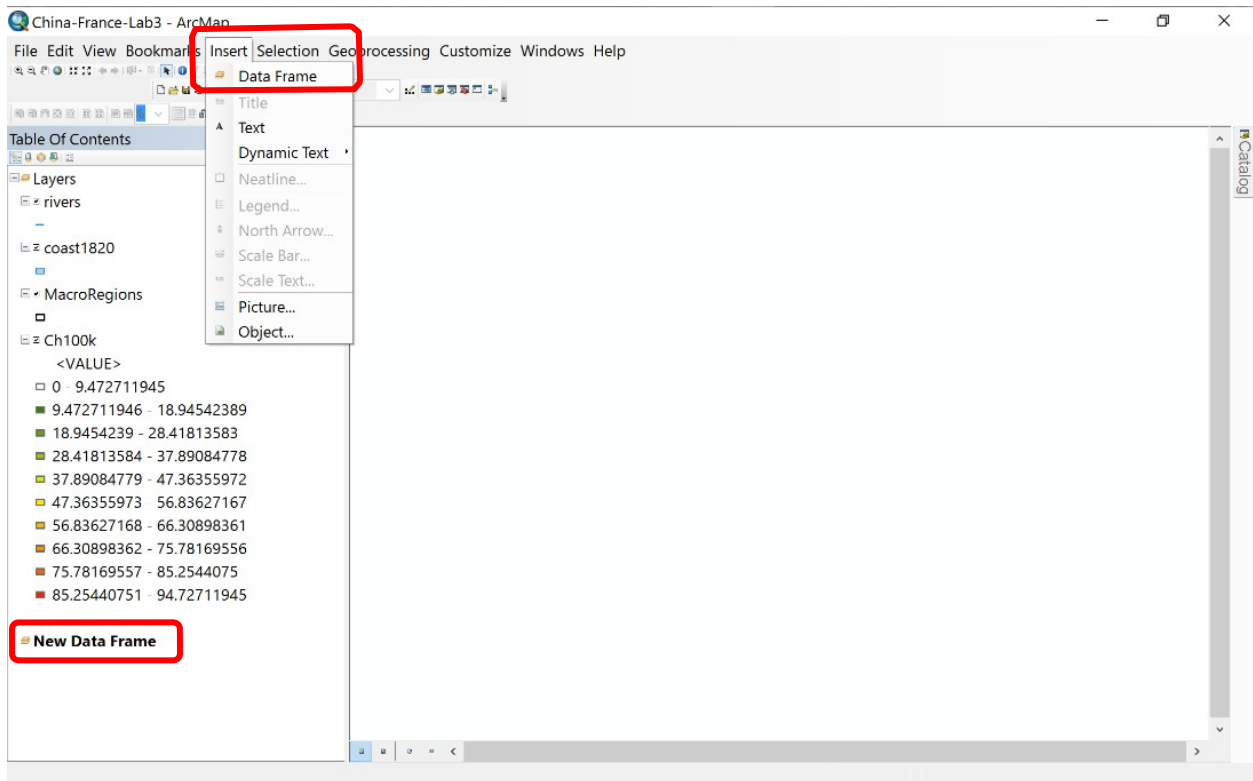 China-France-Lab3 - ArcMap
File Edit View Bookmarks Insert Selection Geoprocessing Customize Windows Help
Data Frame
Title
Text
Dynamic Text
Neatline...
Legend...
North Arrow...
Scale Bar...
Scale Text...
Picture...
Object...
Table Of Contents
Layers
rivers
coast1820
MacroRegions
Ch100k
<VALUE>
0 - 9.472711945
9.472711946 - 18.94542389
18.9454239 - 28.41813583
28.41813584 - 37.89084778
37.89084779 - 47.36355972
47.36355973 - 56.83627167
56.83627168 - 66.30898361
66.30898362 - 75.78169556
75.78169557 - 85.2544075
85.25440751 - 94.72711945
New Data Frame
Catalog